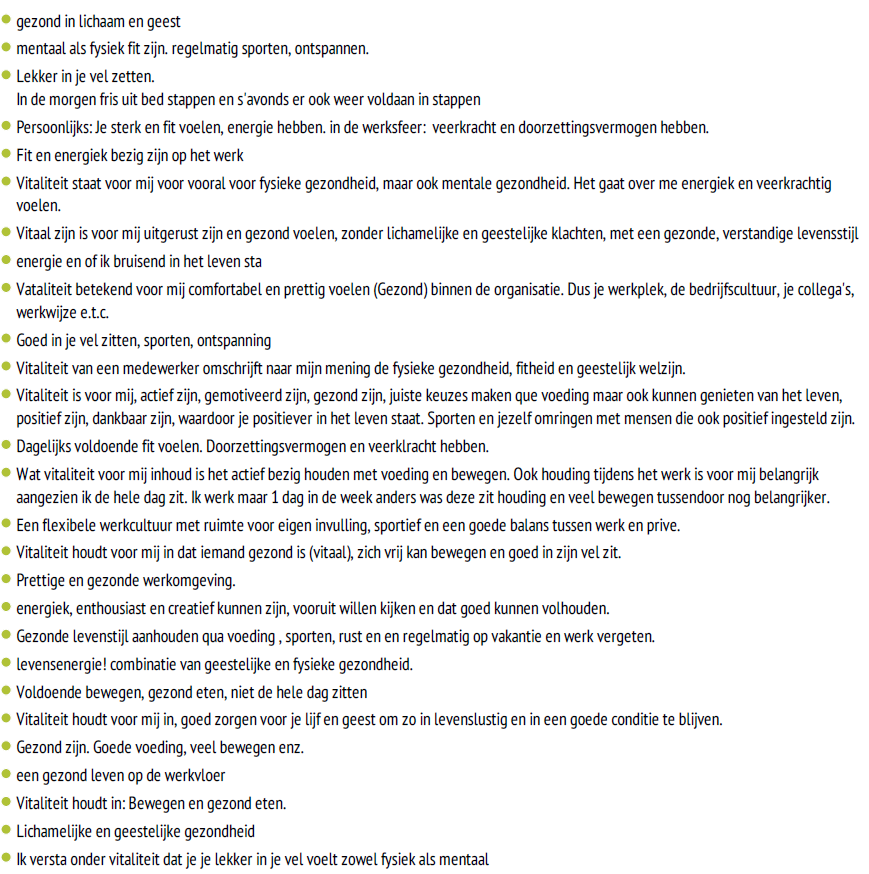 gezond in lichaam en geest
mentaal als fysiek fit zijn. regelmatig sporten, ontspannen.
Lekker in je vel zetten.
In de morgen fris uit bed stappen en s'avonds er ook weer voldaan in stappen
Persoonlijks: Je sterk en fit voelen, energie hebben. in de werksfeer: veerkracht en doorzettingsvermogen hebben.
Fit en energiek bezig zijn op het werk
Vitaliteit staat voor mij voor vooral voor fysieke gezondheid, maar ook mentale gezondheid. Het gaat over me energiek en veerkrachtig
voelen.
Vitaal zijn is voor mij uitgerust zijn en gezond voelen, zonder lichamelijke en geestelijke klachten, met een gezonde, verstandige levensstijl
energie en of ik bruisend in het leven sta
Vataliteit betekend voor mij comfortabel en prettig voelen (Gezond) binnen de organisatie. Dus je werkplek, de bedrijfscultuur, je collega's,
werkwijze e.t.c.
Goed in je vel zitten, sporten, ontspanning
Vitaliteit van een medewerker omschrijft naar mijn mening de fysieke gezondheid, fitheid en geestelijk welzijn.
Vitaliteit is voor mij, actief zijn, gemotiveerd zijn, gezond zijn, juiste keuzes maken que voeding maar ook kunnen genieten van het leven,
positief zijn, dankbaar zijn, waardoor je positiever in het leven staat. Sporten en jezelf omringen met mensen die ook positief ingesteld zijn.
Dagelijks voldoende fit voelen. Doorzettingsvermogen en veerklracht hebben.
Wat vitaliteit voor mij inhoud is het actief bezig houden met voeding en bewegen. Ook houding tijdens het werk is voor mij belangrijk
aangezien ik de hele dag zit. Ik werk maar 1 dag in de week anders was deze zit houding en veel bewegen tussendoor nog belangrijker.
Een flexibele werkcultuur met ruimte voor eigen invulling, sportief en een goede balans tussen werk en prive.
Vitaliteit houdt voor mij in dat iemand gezond is (vitaal), zich vrij kan bewegen en goed in zijn vel zit.
Prettige en gezonde werkomgeving.
energiek, enthousiast en creatief kunnen zijn, vooruit willen kijken en dat goed kunnen volhouden.
Gezonde levenstijl aanhouden qua voeding , sporten, rust en en regelmatig op vakantie en werk vergeten.
levensenergie! combinatie van geestelijke en fysieke gezondheid.
Voldoende bewegen, gezond eten, niet de hele dag zitten
Vitaliteit houdt voor mij in, goed zorgen voor je lijf en geest om zo in levenslustig en in een goede conditie te blijven.
Gezond zijn. Goede voeding, veel bewegen enz.
een gezond leven op de werkvloer
Vitaliteit houdt in: Bewegen en gezond eten.
Lichamelijke en geestelijke gezondheid
Ik versta onder vitaliteit dat je je lekker in je vel voelt zowel fysiek als mentaal